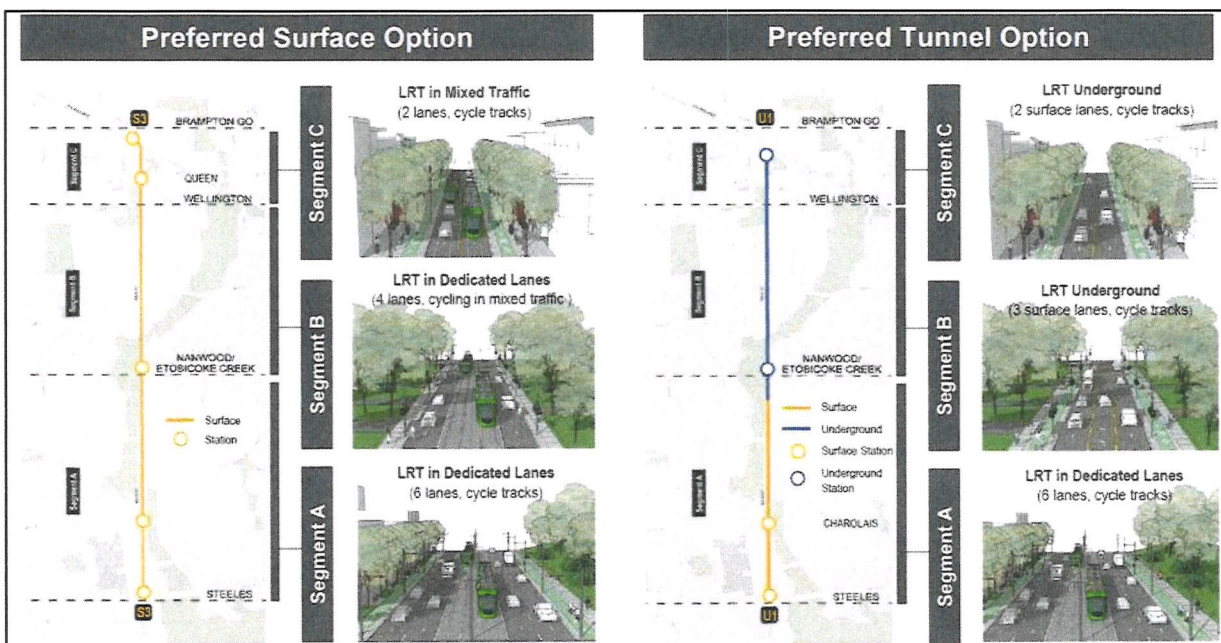 Preferred Surface Option
S3
BRAMPTON GO
Segment C
QUEEN
WELLINGTON
Segment B
NANWOOD/
ETOBICOKE CREEK
Surface
Station
Segment A
STEELES
S3
Segment C
LRT in Mixed Traffic
(2 lanes, cycle tracks)
Segment B
LRT in Dedicated Lanes
(4 lanes, cycling in mixed traffic)
Segment A
LRT in Dedicated Lanes
(6 lanes, cycle tracks)
Preferred Tunnel Option
U1
BRAMPTON GO
Segment C
WELLINGTON
Segment B
NANWOOD/
ETOBICOKE CREEK
Surface
Underground
Surface Station
Underground
Station
Segment A
CHAROLAIS
STEELES
U1
Segment C
LRT Underground
(2 surface lanes, cycle tracks)
Segment B
LRT Underground
(3 surface lanes, cycle tracks)
Segment A
LRT in Dedicated Lanes
(6 lanes, cycle tracks)